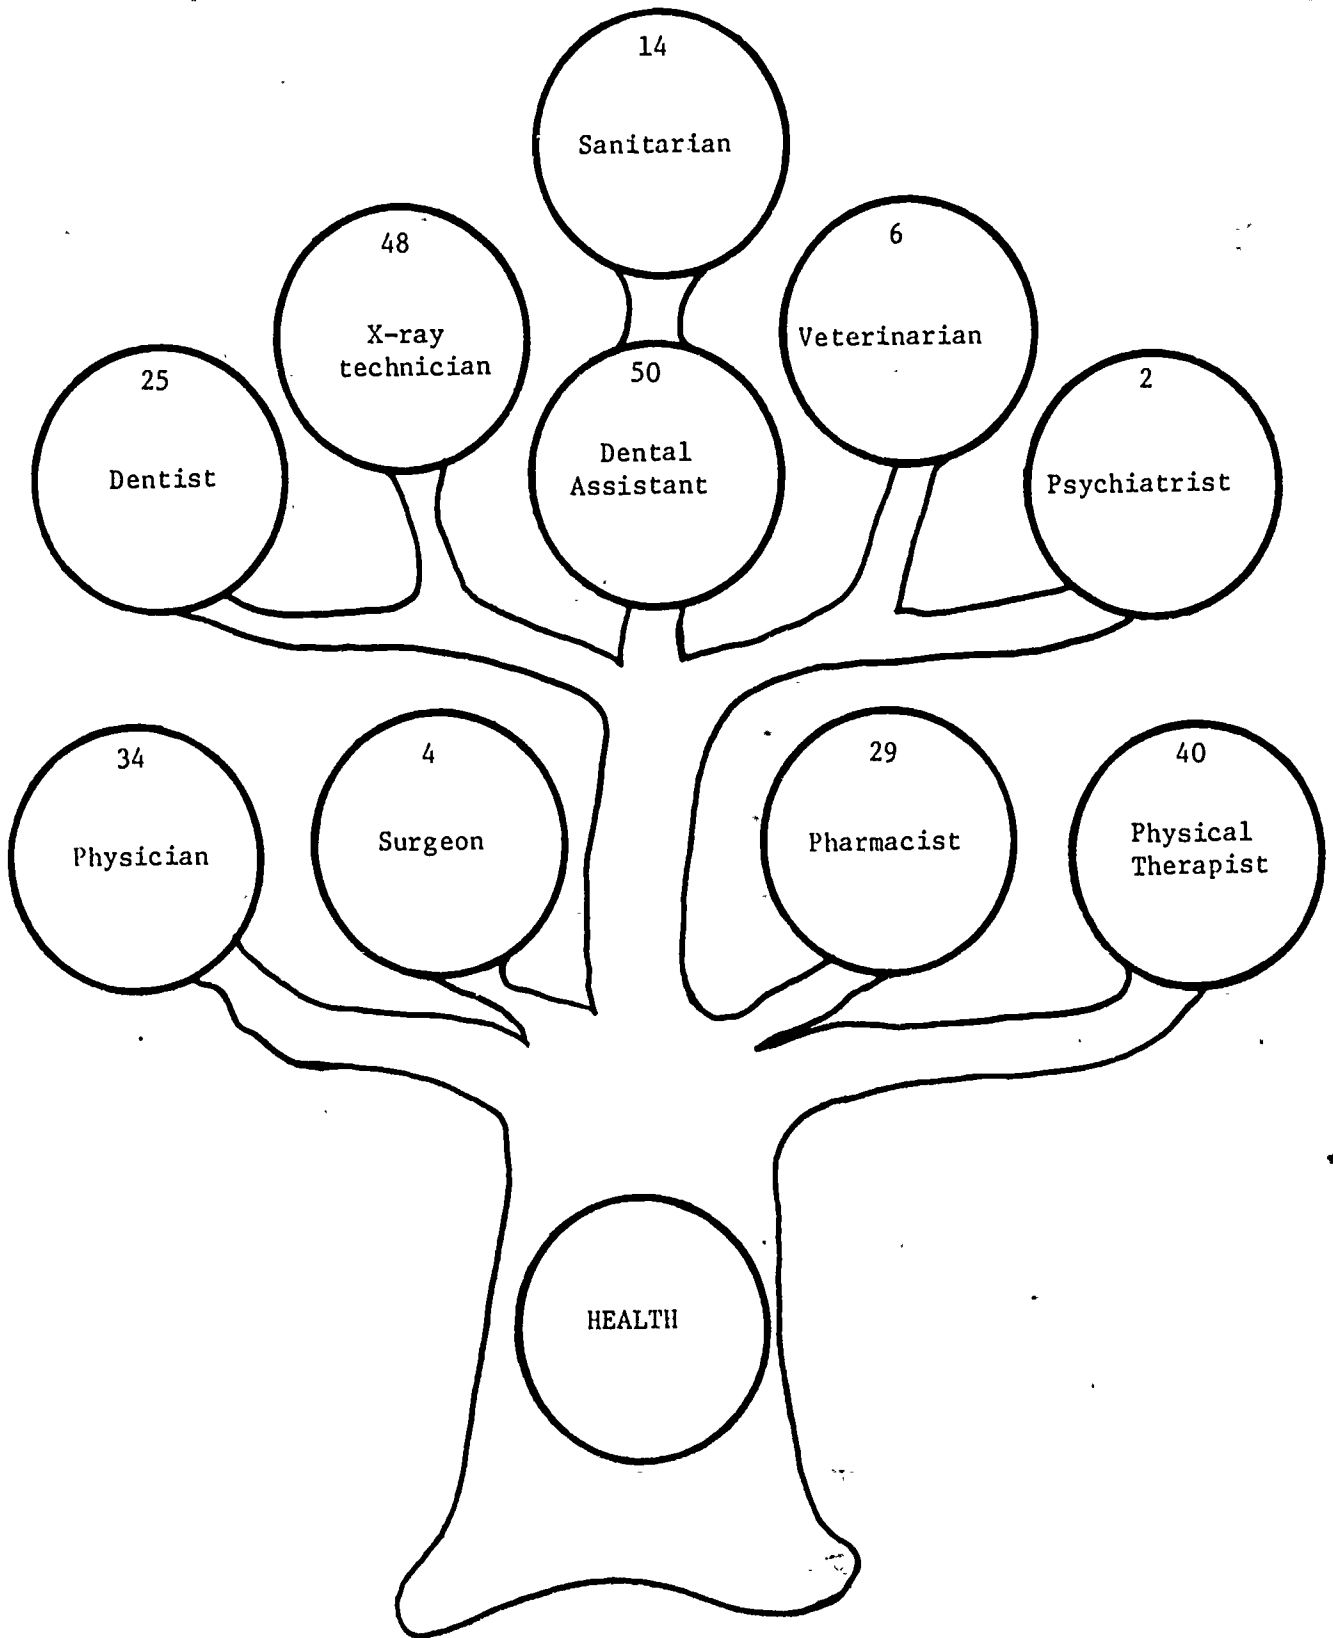 14
Sanitarian
48
X-ray
technician
6
Veterinarian
25
Dentist
50
Dental
Assistant
2
Psychiatrist
34
Physician
4
Surgeon
29
Pharmacist
40
Physical
Therapist
HEALTH